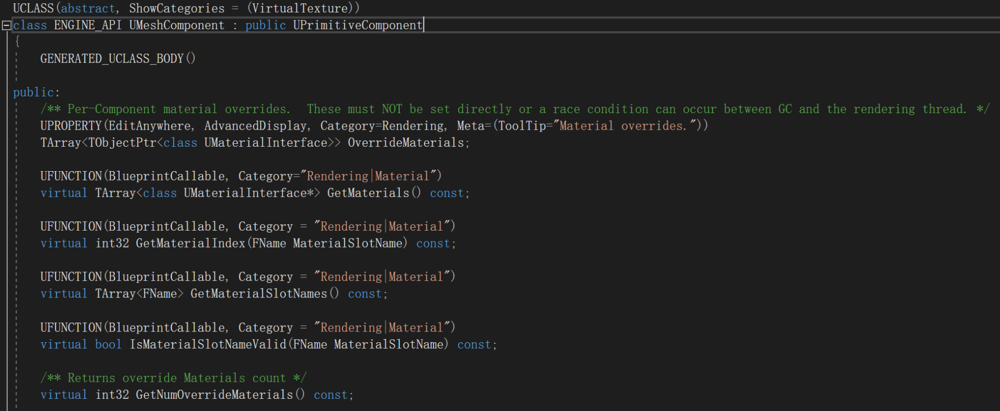 UCLASS(abstract, ShowCategories = (VirtualTexture))
class ENGINE_API UMeshComponent : public UPrimitiveComponent
{
    GENERATED_UCLASS_BODY()

public:
    /** Per-Component material overrides.  These must NOT be set directly or a race condition can occur between GC and the rendering thread. */
    UPROPERTY(EditAnywhere, AdvancedDisplay, Category=Rendering, Meta=(ToolTip="Material overrides."))
    TArray<TObjectPtr<class UMaterialInterface>> OverrideMaterials;

    UFUNCTION(BlueprintCallable, Category="Rendering|Material")
    virtual TArray<class UMaterialInterface*> GetMaterials() const;

    UFUNCTION(BlueprintCallable, Category = "Rendering|Material")
    virtual int32 GetMaterialIndex(FName MaterialSlotName) const;

    UFUNCTION(BlueprintCallable, Category = "Rendering|Material")
    virtual TArray<FName> GetMaterialSlotNames() const;

    UFUNCTION(BlueprintCallable, Category = "Rendering|Material")
    virtual bool IsMaterialSlotNameValid(FName MaterialSlotName) const;

    /** Returns override Materials count */
    virtual int32 GetNumOverrideMaterials() const;